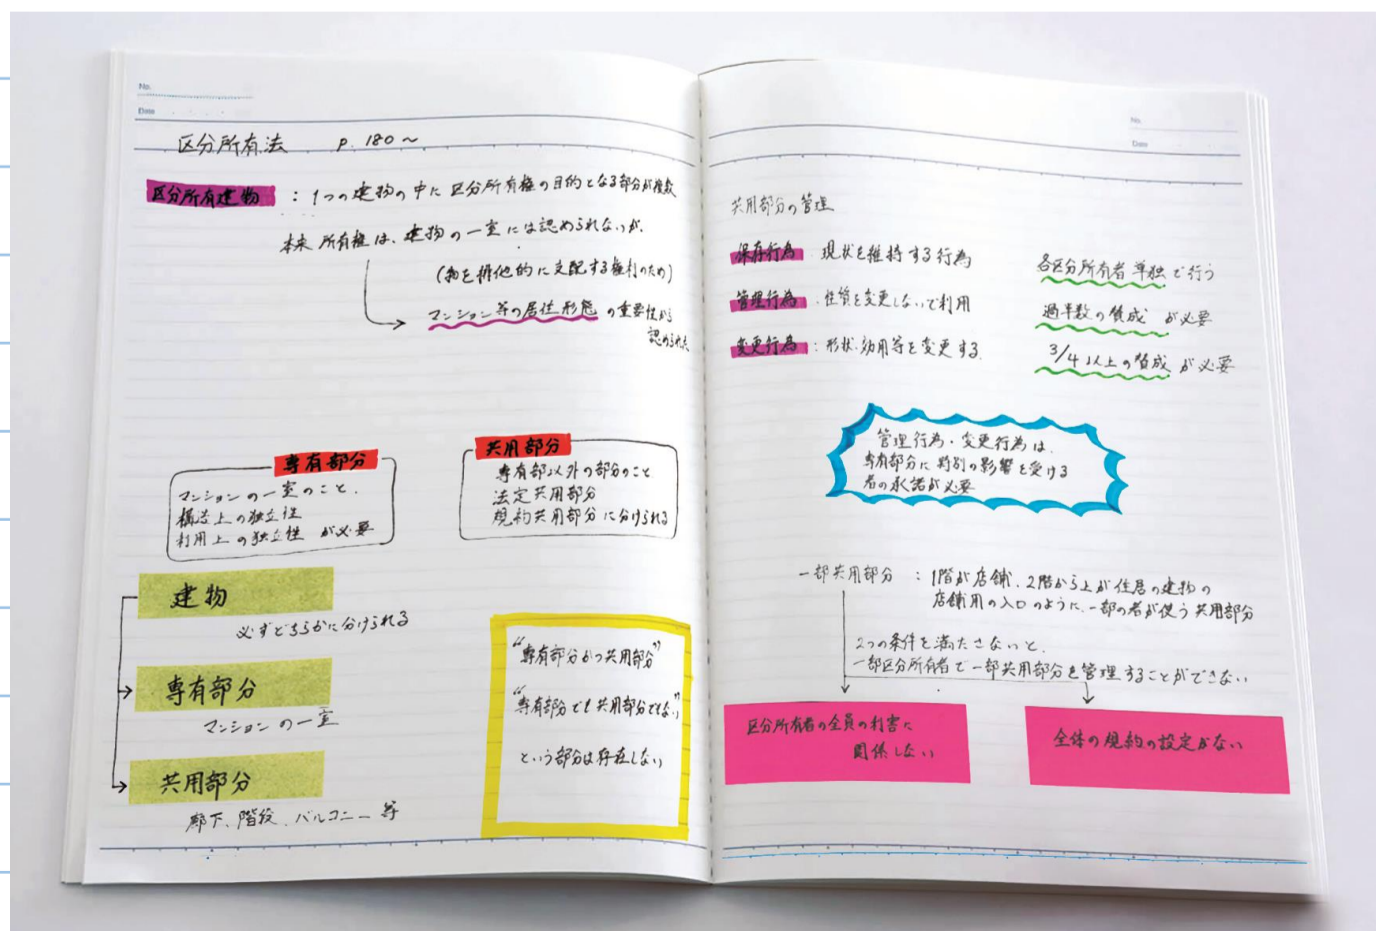 No.
Date
区分所有法 p. 180〜
区分所有建物 : 1つの建物の中に区分所有権の目的となる部分が複数
本来 所有権は、建物の一室には認められないが、
(物を排他的に支配する権利のため)
マンション等の居住形態 の重要性から
認められた
専有部分
マンションの一室のこと.
構造上の独立性
利用上の独立性 が必要
共用部分
専有部以外の部分のこと
法定共用部分
規約共用部分に分けられる
建物
必ずどちらかに分けられる
専有部分
マンションの一室
共用部分
廊下、階段、バルコニー等
“専有部分かつ共用部分”
“専有部分でも共用部分でもない”
という部分は存在しない
No.
Date
共用部分の管理
保存行為 : 現状を維持する行為 各区分所有者単独で行う
管理行為 : 性質を変更しないで利用 過半数の賛成 が必要
変更行為 : 形状・効用等を変更する. 3/4以上の賛成 が必要
管理行為・変更行為は.
専有部分に特別の影響を受ける
者の承諾が必要
一部共用部分 : 1階が店舗、2階から上が住居の建物の
店舗用の入口のように、一部の者が使う共用部分
2つの条件を満たさないと、
一部区分所有者で一部共用部分を管理することができない
区分所有者の全員の利害に
関係しない
全体の規約の設定がない